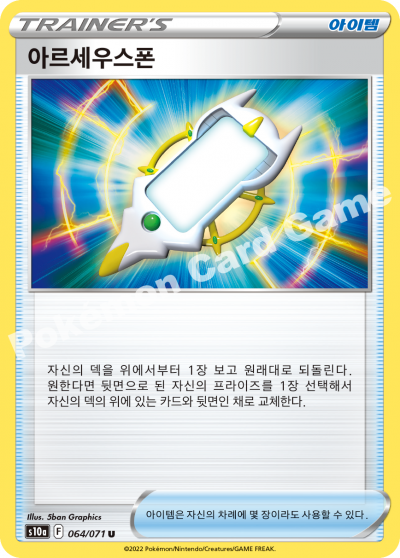 TRAINER'S
아이템
아르세우스폰
Pokémon Card Game
자신의 덱을 위에서부터 1장 보고 원래대로 되돌린다.
원한다면 뒷면으로 된 자신의 프라이즈를 1장 선택해서
자신의 덱의 위에 있는 카드와 뒷면인 채로 교체한다.
Illus. 5ban Graphics
s10a F 064/071 U
아이템은 자신의 차례에 몇 장이라도 사용할 수 있다.
©2022 Pokémon/Nintendo/Creatures/GAME FREAK.